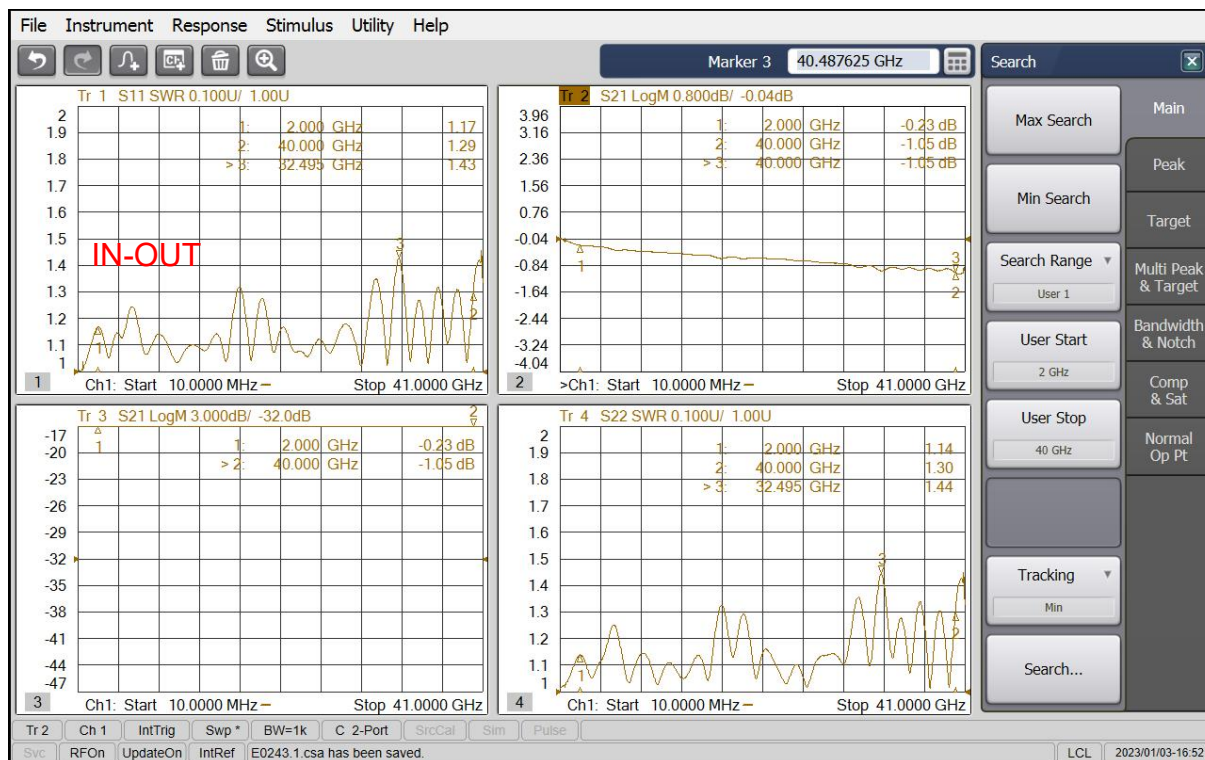 File Instrument Response Stimulus Utility Help
Marker 3 40.487625 GHz
Tr 1 S11 SWR 0.100U/ 1.00U
2
1.9
1.8
1.7
1.6
1.5
1.4
1.3
1.2
1.1
1
1: 2.000 GHz 1.17
2: 40.000 GHz 1.29
> 3: 32.495 GHz 1.43
IN-OUT
3
1
2
1 Ch1: Start 10.0000 MHz Stop 41.0000 GHz
Tr 2 S21 LogM 0.800dB/ -0.04dB
3.96
3.16
2.36
1.56
0.76
-0.04
-0.84
-1.64
-2.44
-3.24
-4.04
1: 2.000 GHz -0.23 dB
2: 40.000 GHz -1.05 dB
> 3: 40.000 GHz -1.05 dB
1
3
2
2 >Ch1: Start 10.0000 MHz Stop 41.0000 GHz
Tr 3 S21 LogM 3.000dB/ -32.0dB
-17
-20
-23
-26
-29
-32
-35
-38
-41
-44
-47
1: 2.000 GHz -0.23 dB
> 2: 40.000 GHz -1.05 dB
1
2
3 Ch1: Start 10.0000 MHz Stop 41.0000 GHz
Tr 4 S22 SWR 0.100U/ 1.00U
2
1.9
1.8
1.7
1.6
1.5
1.4
1.3
1.2
1.1
1
1: 2.000 GHz 1.14
2: 40.000 GHz 1.30
> 3: 32.495 GHz 1.44
3
1
2
4 Ch1: Start 10.0000 MHz Stop 41.0000 GHz
Search
Max Search
Min Search
Search Range
User 1
User Start
2 GHz
User Stop
40 GHz
Tracking
Min
Search...
Main
Peak
Target
Multi Peak
& Target
Bandwidth
& Notch
Comp
& Sat
Normal
Op Pt
Tr 2 Ch 1 IntTrig Swp * BW=1k C 2-Port SrcCal Sim Pulse
Svc RFOn UpdateOn IntRef E0243.1.csa has been saved. LCL 2023/01/03-16:52